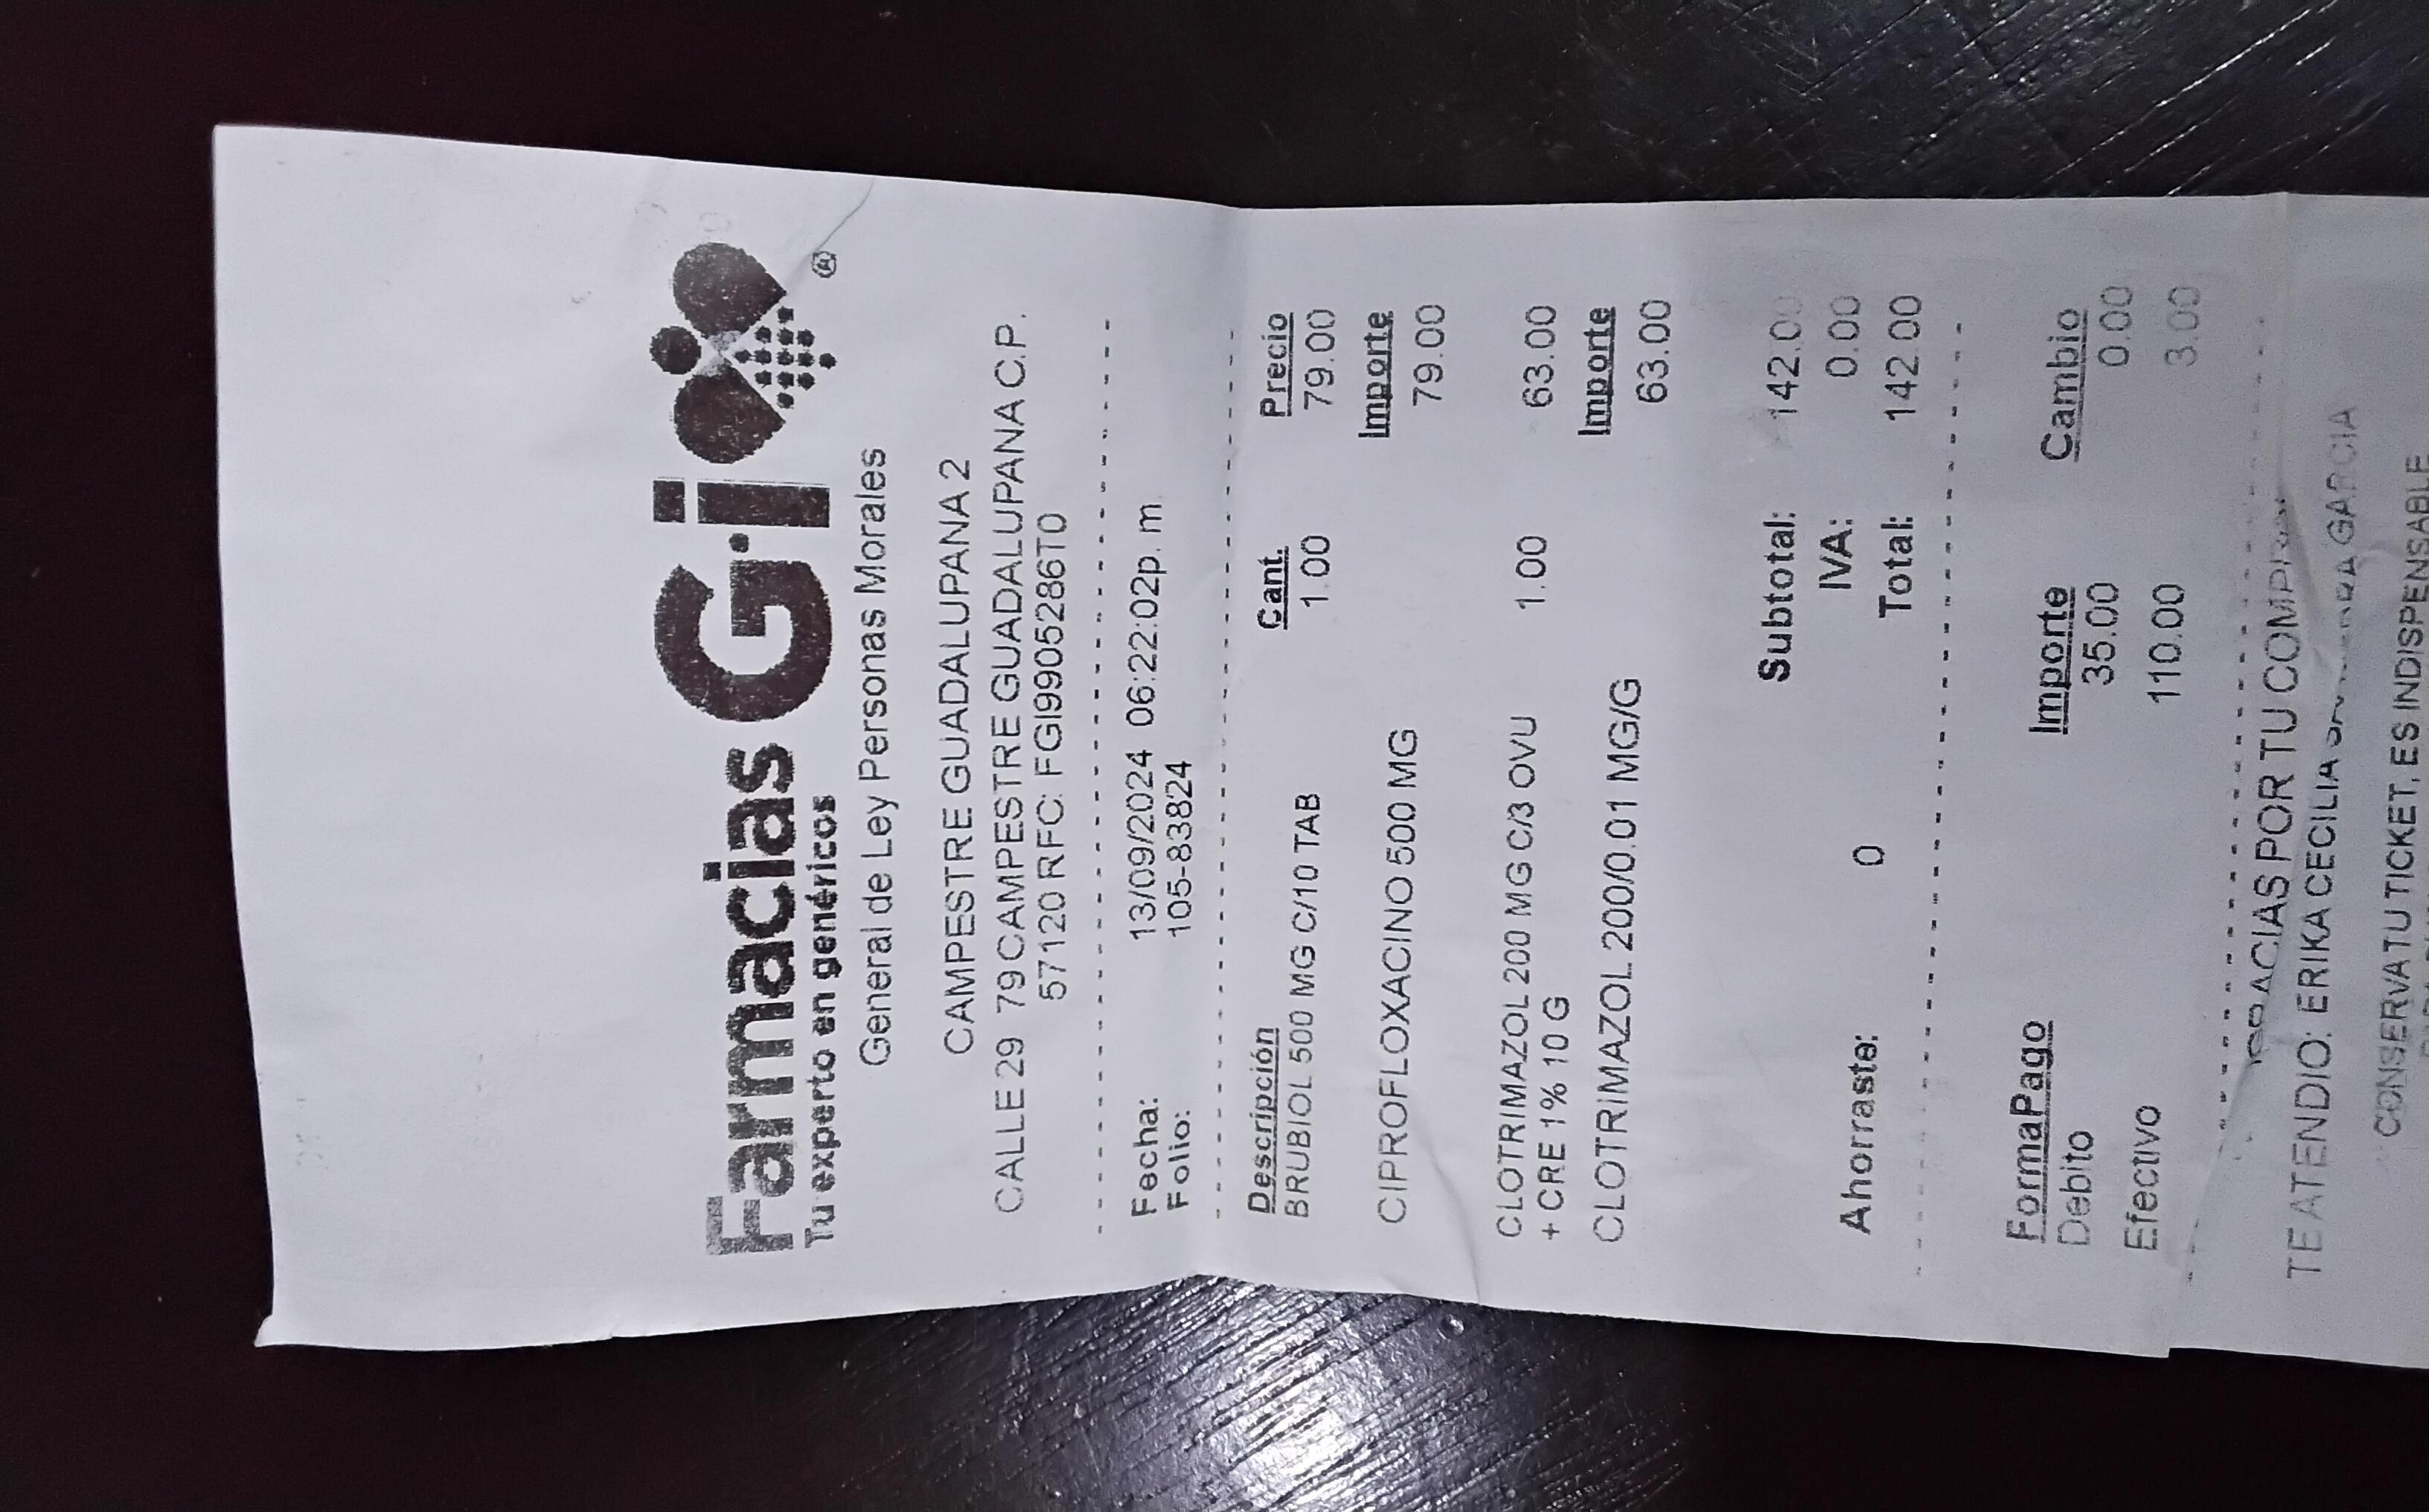 Farmacias G.i ®
Tu experto en genéricos
General de Ley Personas Morales
CAMPESTRE GUADALUPANA 2
CALLE 29 79 CAMPESTRE GUADALUPANA C.P.
57120 RFC: FGI9905286T0
Fecha: 13/09/2024 06:22:02p. m.
Folio: 105-83824
Descripción Cant. Precio
BRUBIOL 500 MG C/10 TAB 1.00 79.00
Importe
CIPROFLOXACINO 500 MG 79.00
CLOTRIMAZOL 200 MG C/3 OVU 1.00 63.00
+ CRE 1% 10 G
Importe
CLOTRIMAZOL 200/0.01 MG/G 63.00
Subtotal: 142.00
IVA: 0.00
Ahorraste: 0 Total: 142.00
FormaPago Importe Cambio
Debito 35.00 0.00
Efectivo 110.00 3.00
POR TU
TE ATENDIO: ERIKA CECILIA GARCIA
CONSERVA TU TICKET, ES INDISPENSABLE